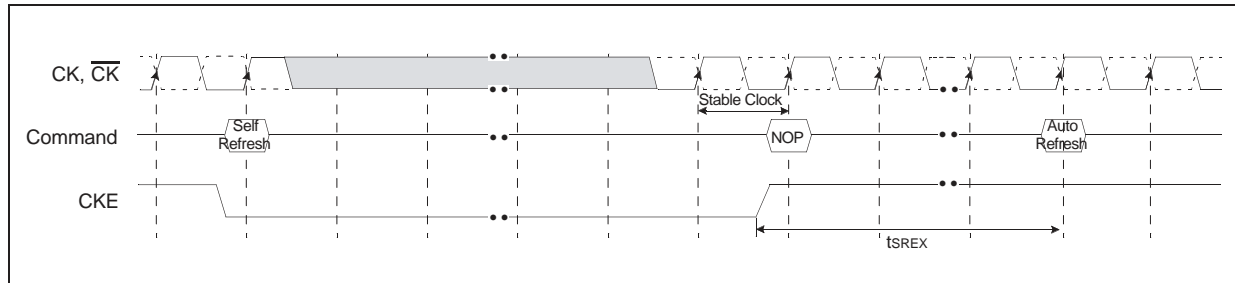 CK, CK
Stable Clock
Command
Self
Refresh
NOP
Auto
Refresh
CKE
tSREX